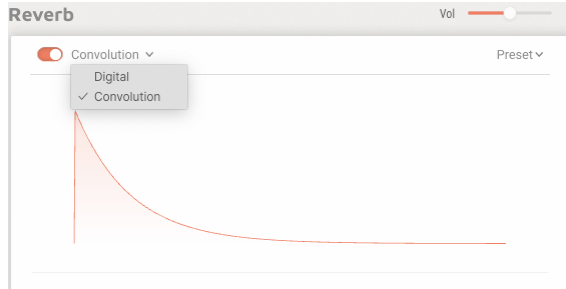 Reverb
Vol
Convolution
Preset
Digital
Convolution